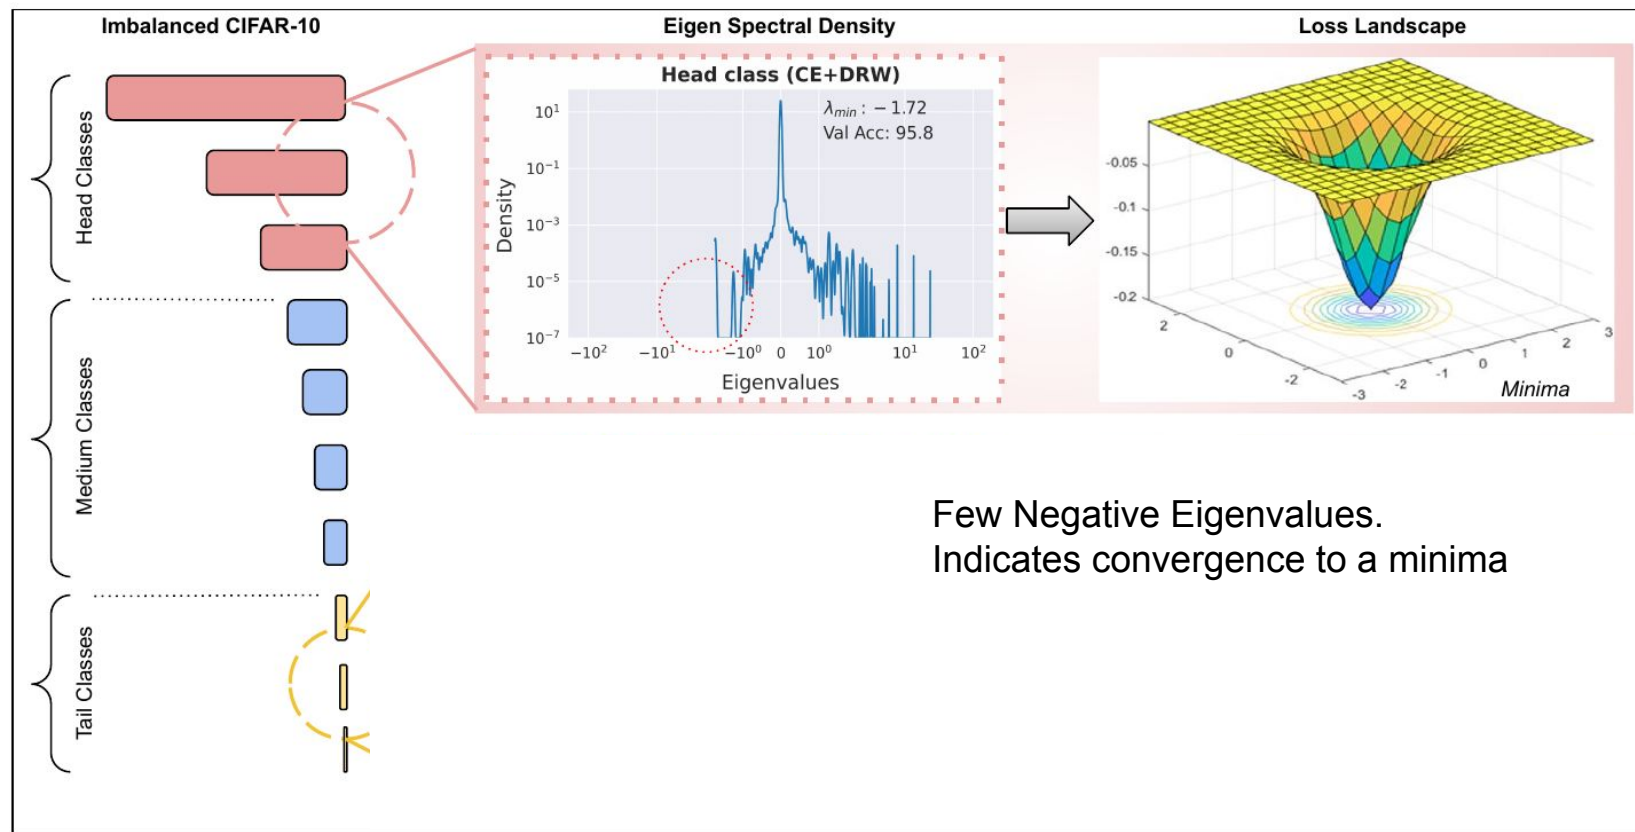 Imbalanced CIFAR-10
Eigen Spectral Density
Loss Landscape
Head Classes
Medium Classes
Tail Classes
Head class (CE+DRW)
λmin : −1.72
Val Acc: 95.8
Density
10¹
10⁻¹
10⁻³
10⁻⁵
10⁻⁷
−10² −10¹ −10⁰ 0 10⁰ 10¹ 10²
Eigenvalues
-0.05
-0.1
-0.15
-0.2
2
0
-2
-3
-2
-1
0
1
2
3
Minima
Few Negative Eigenvalues.
Indicates convergence to a minima